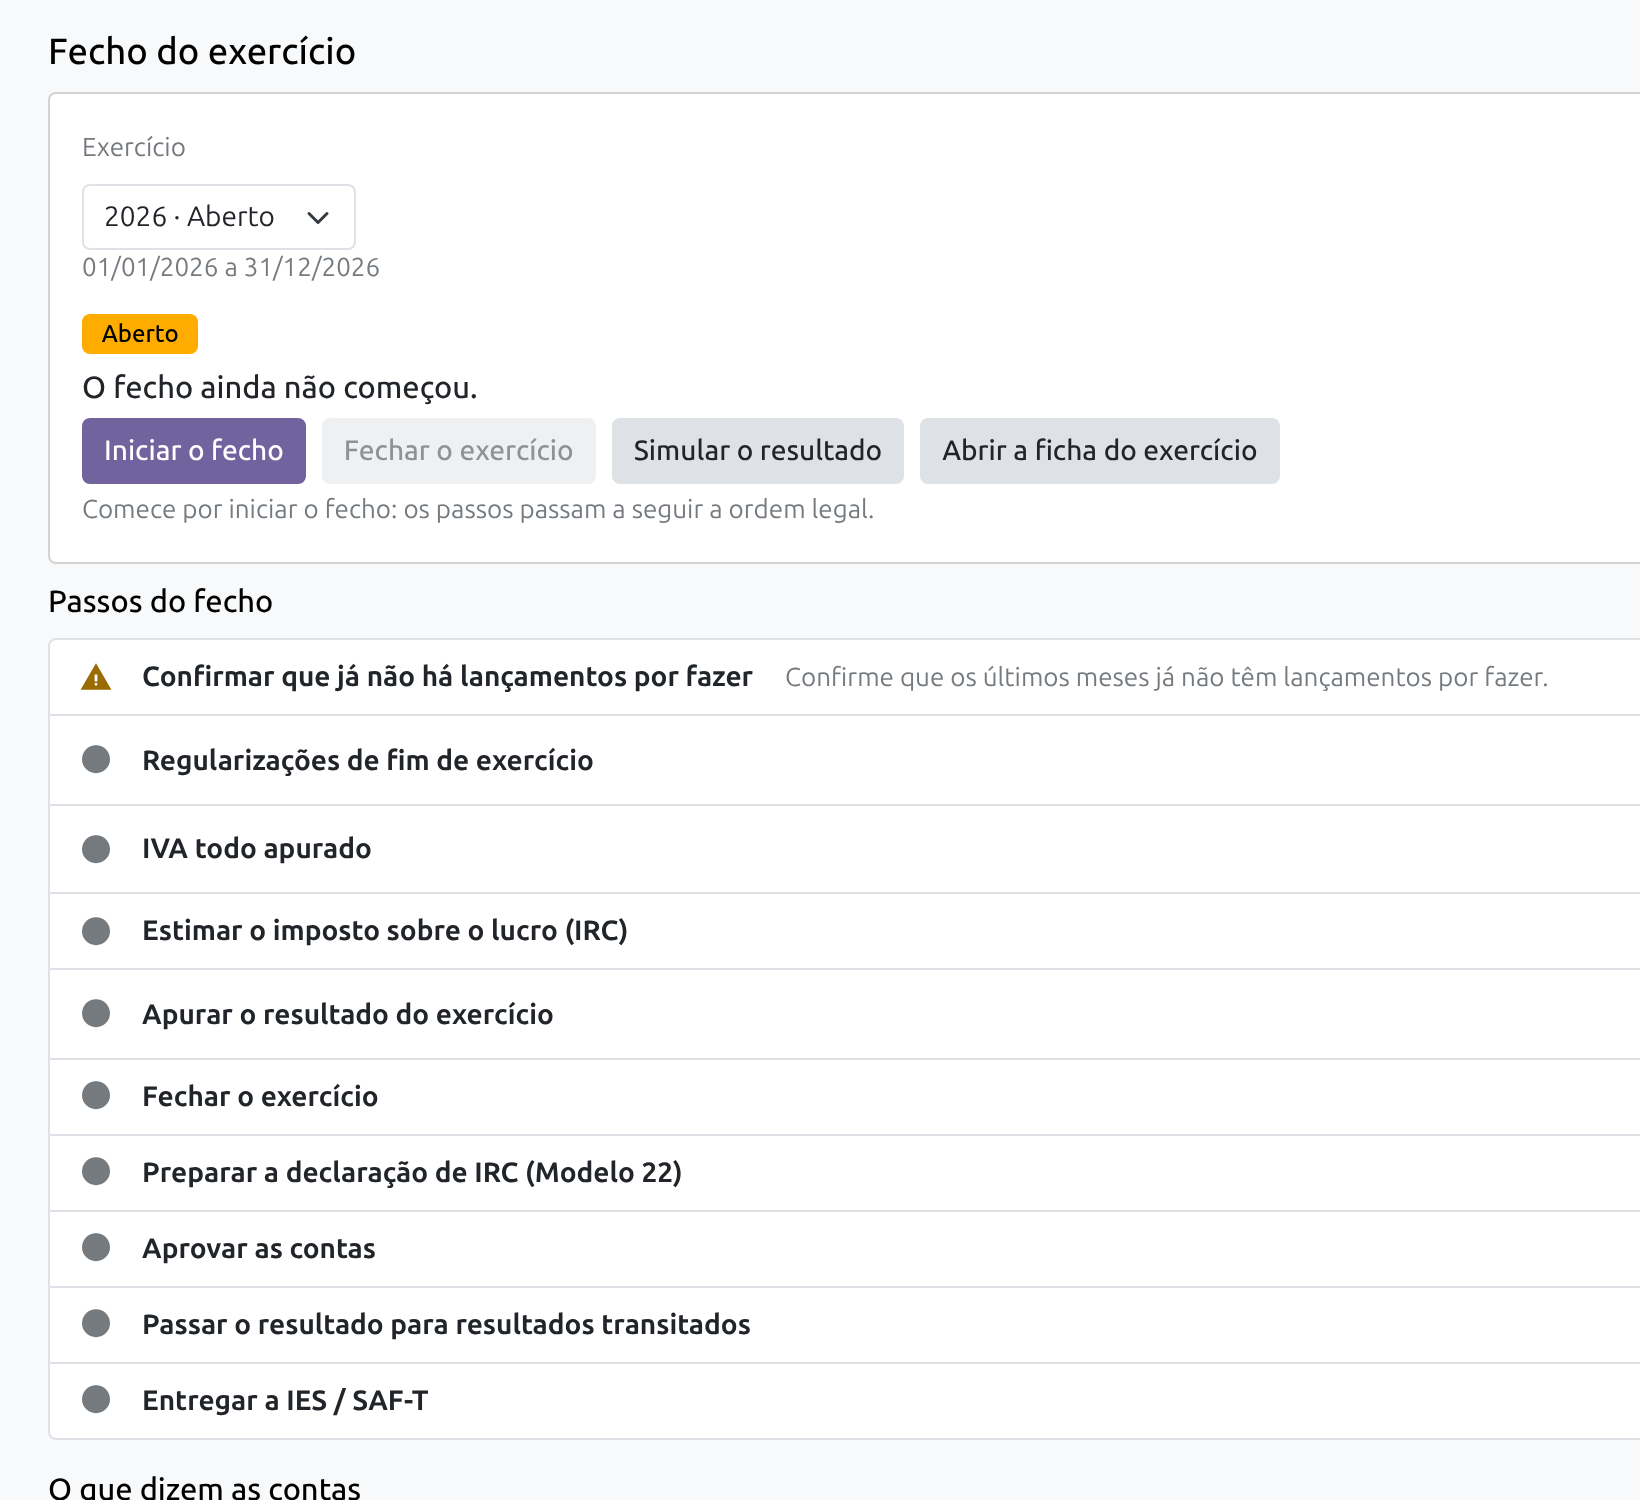 Fecho do exercício
Exercício
2026 · Aberto
01/01/2026 a 31/12/2026
Aberto
O fecho ainda não começou.
Iniciar o fecho Fechar o exercício Simular o resultado Abrir a ficha do exercício
Comece por iniciar o fecho: os passos passam a seguir a ordem legal.
Passos do fecho
Confirmar que já não há lançamentos por fazer Confirme que os últimos meses já não têm lançamentos por fazer.
Regularizações de fim de exercício
IVA todo apurado
Estimar o imposto sobre o lucro (IRC)
Apurar o resultado do exercício
Fechar o exercício
Preparar a declaração de IRC (Modelo 22)
Aprovar as contas
Passar o resultado para resultados transitados
Entregar a IES / SAF-T
O que dizem as contas